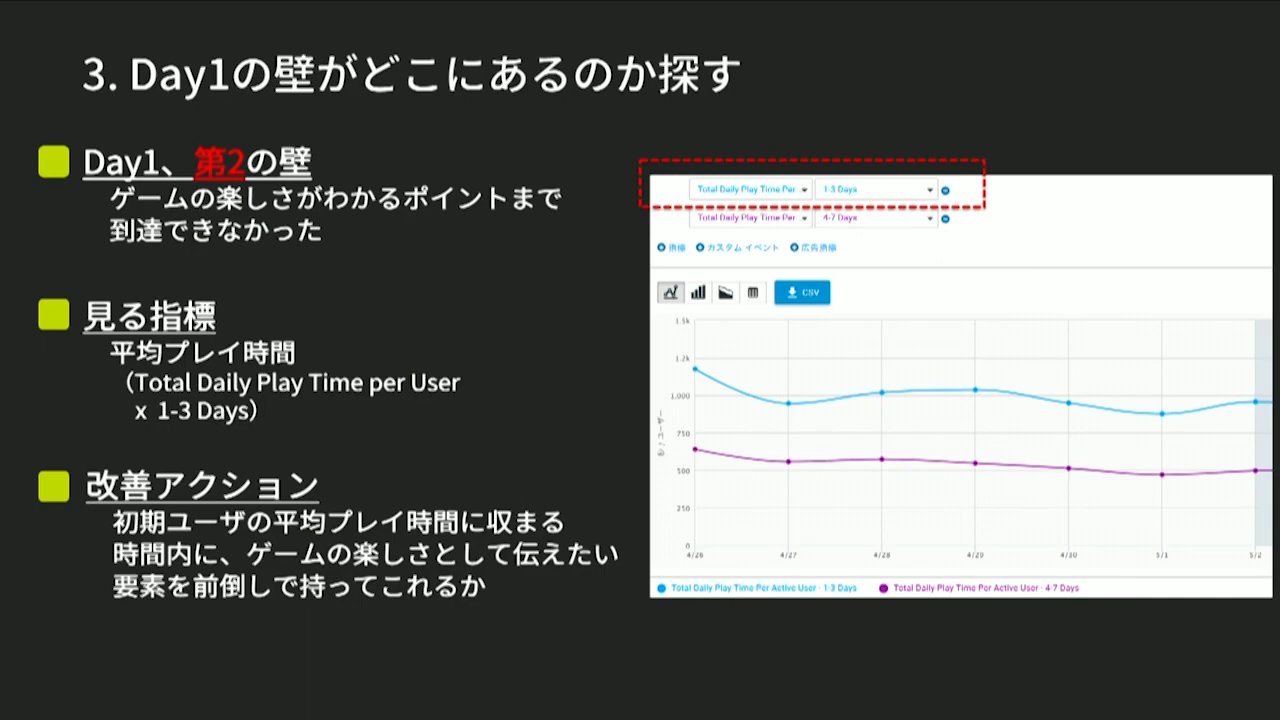 3. Day1の壁がどこにあるのか探す
Day1、第2の壁
ゲームの楽しさがわかるポイントまで
到達できなかった
見る指標
平均プレイ時間
（Total Daily Play Time per User
x 1-3 Days）
改善アクション
初期ユーザの平均プレイ時間に収まる
時間内に、ゲームの楽しさとして伝えたい
要素を前倒しで持ってこれるか
Total Daily Play Time Per
1-3 Days
Total Daily Play Time Per
4-7 Days
指標 カスタム イベント 広告指標
CSV
1.5k
1.2k
1,000
750
500
250
0
秒 / ユーザー
4/26 4/27 4/28 4/29 4/30 5/1 5/2
Total Daily Play Time Per Active User - 1-3 Days Total Daily Play Time Per Active User - 4-7 Days